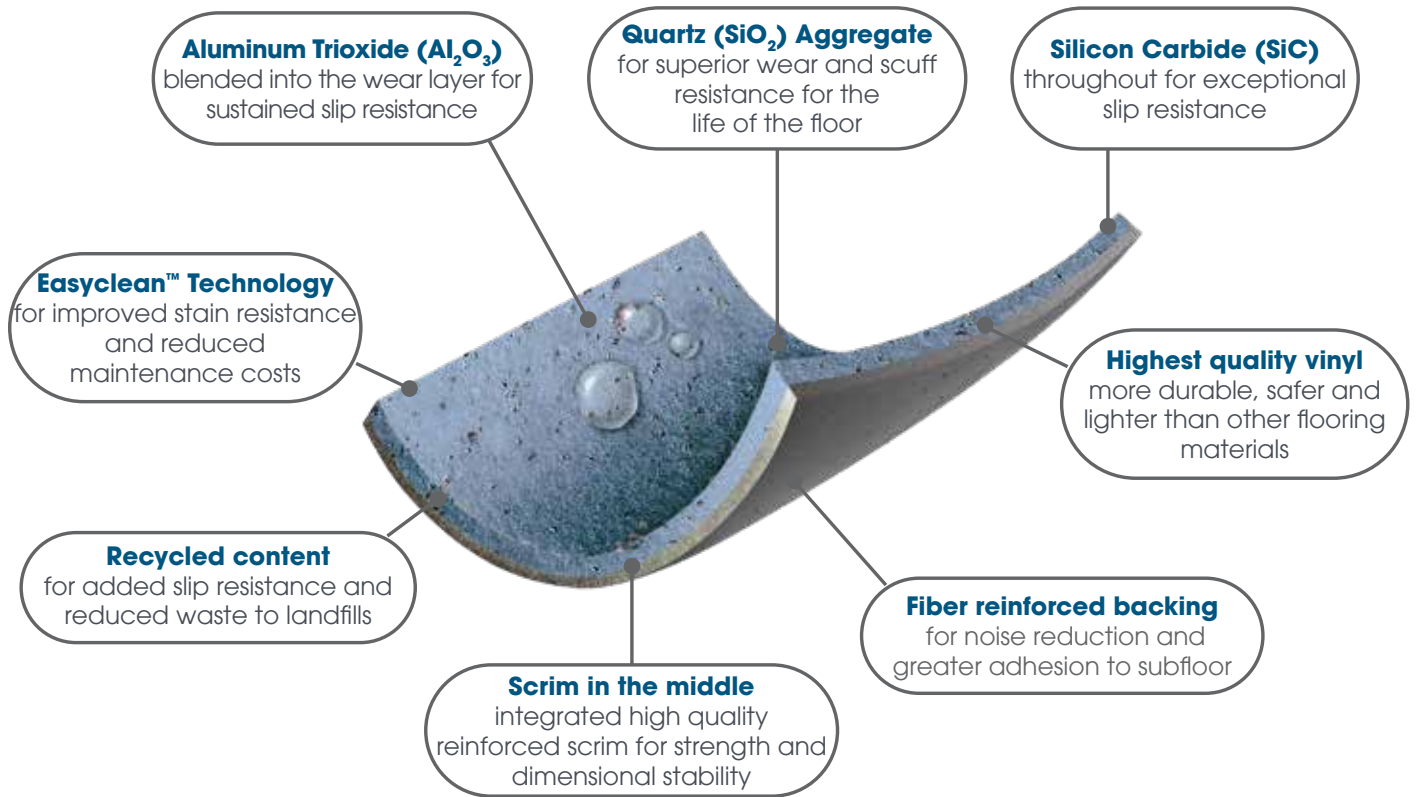 Aluminum Trioxide (Al₂O₃)
blended into the wear layer for
sustained slip resistance
Quartz (SiO₂) Aggregate
for superior wear and scuff
resistance for the
life of the floor
Silicon Carbide (SiC)
throughout for exceptional
slip resistance
Easyclean™ Technology
for improved stain resistance
and reduced
maintenance costs
Highest quality vinyl
more durable, safer and
lighter than other flooring
materials
Recycled content
for added slip resistance and
reduced waste to landfills
Fiber reinforced backing
for noise reduction and
greater adhesion to subfloor
Scrim in the middle
integrated high quality
reinforced scrim for strength and
dimensional stability